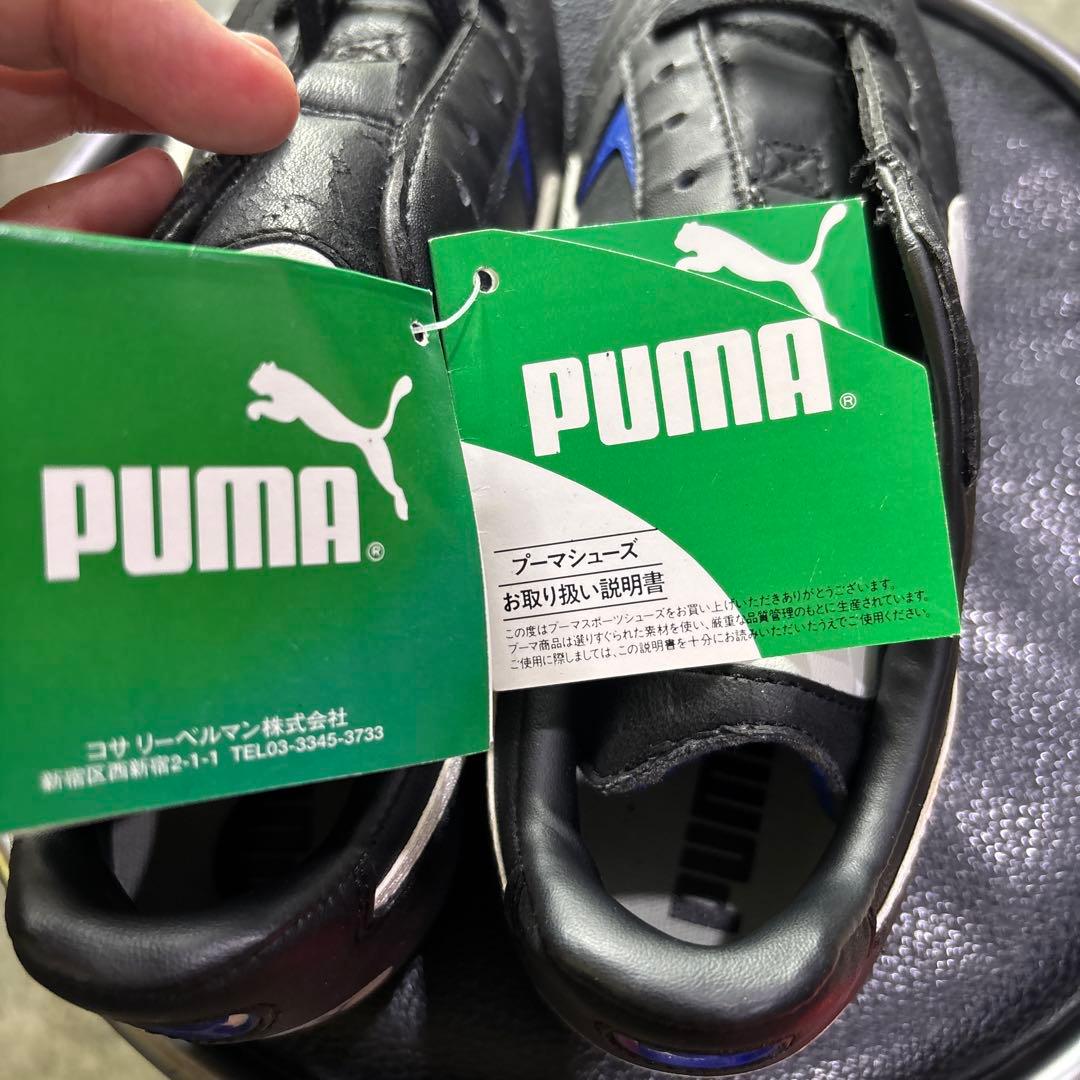 PUMA®
コサ リーベルマン株式会社
新宿区西新宿2-1-1 TEL03-3345-3733
PUMA®
プーマシューズ
お取り扱い説明書
この度はプーマスポーツシューズをお買い上げいただきありがとうございます。
プーマ商品は選りすぐられた素材を使い、厳重な品質管理のもとに生産されています。
ご使用に際しましては、この説明書を十分にお読みいただいたうえでご使用ください。
PUMA